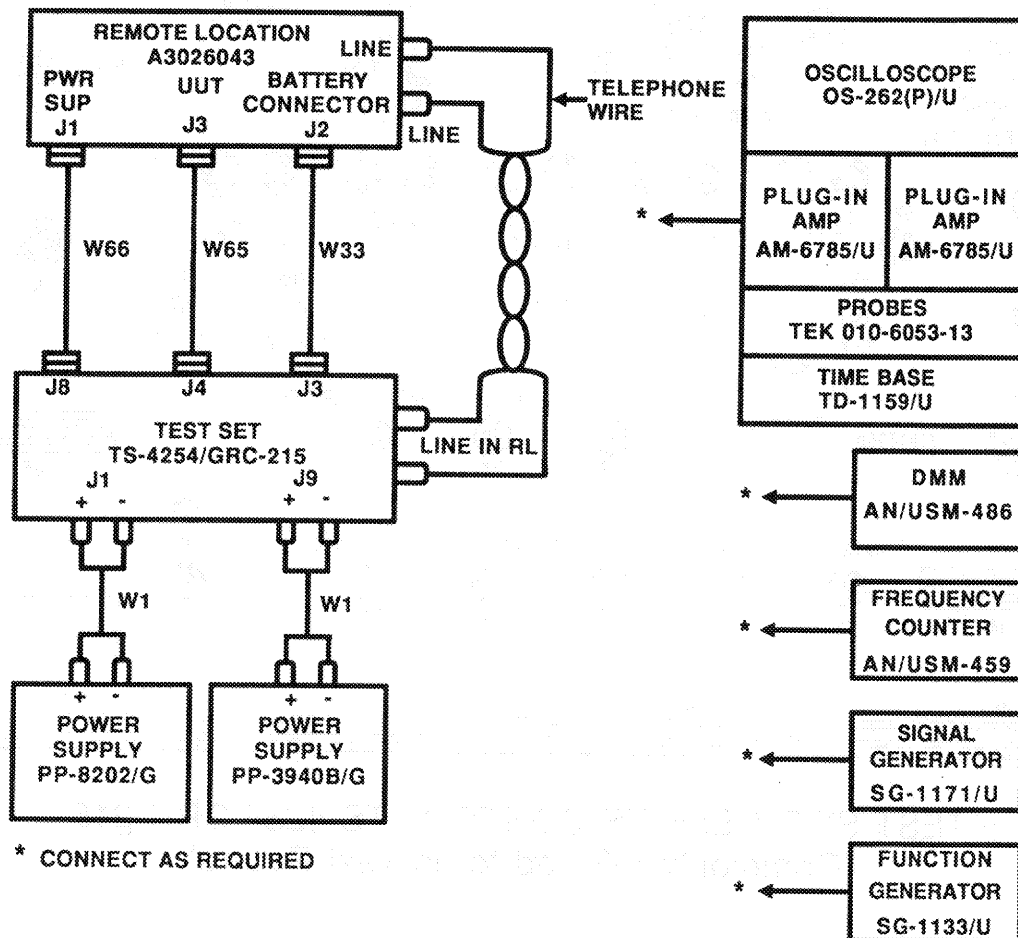 REMOTE LOCATION
A3026043
UUT
PWR
SUP
J1
J3
BATTERY
CONNECTOR
J2
LINE
LINE
TELEPHONE
WIRE
W66
W65
W33
J8
J4
J3
TEST SET
TS-4254/GRC-215
J1
+ -
J9
+ -
LINE IN RL
W1
W1
+ -
POWER
SUPPLY
PP-8202/G
+ -
POWER
SUPPLY
PP-3940B/G
* CONNECT AS REQUIRED
OSCILLOSCOPE
OS-262(P)/U
*
PLUG-IN
AMP
AM-6785/U
PLUG-IN
AMP
AM-6785/U
PROBES
TEK 010-6053-13
TIME BASE
TD-1159/U
*
DMM
AN/USM-486
*
FREQUENCY
COUNTER
AN/USM-459
*
SIGNAL
GENERATOR
SG-1171/U
*
FUNCTION
GENERATOR
SG-1133/U